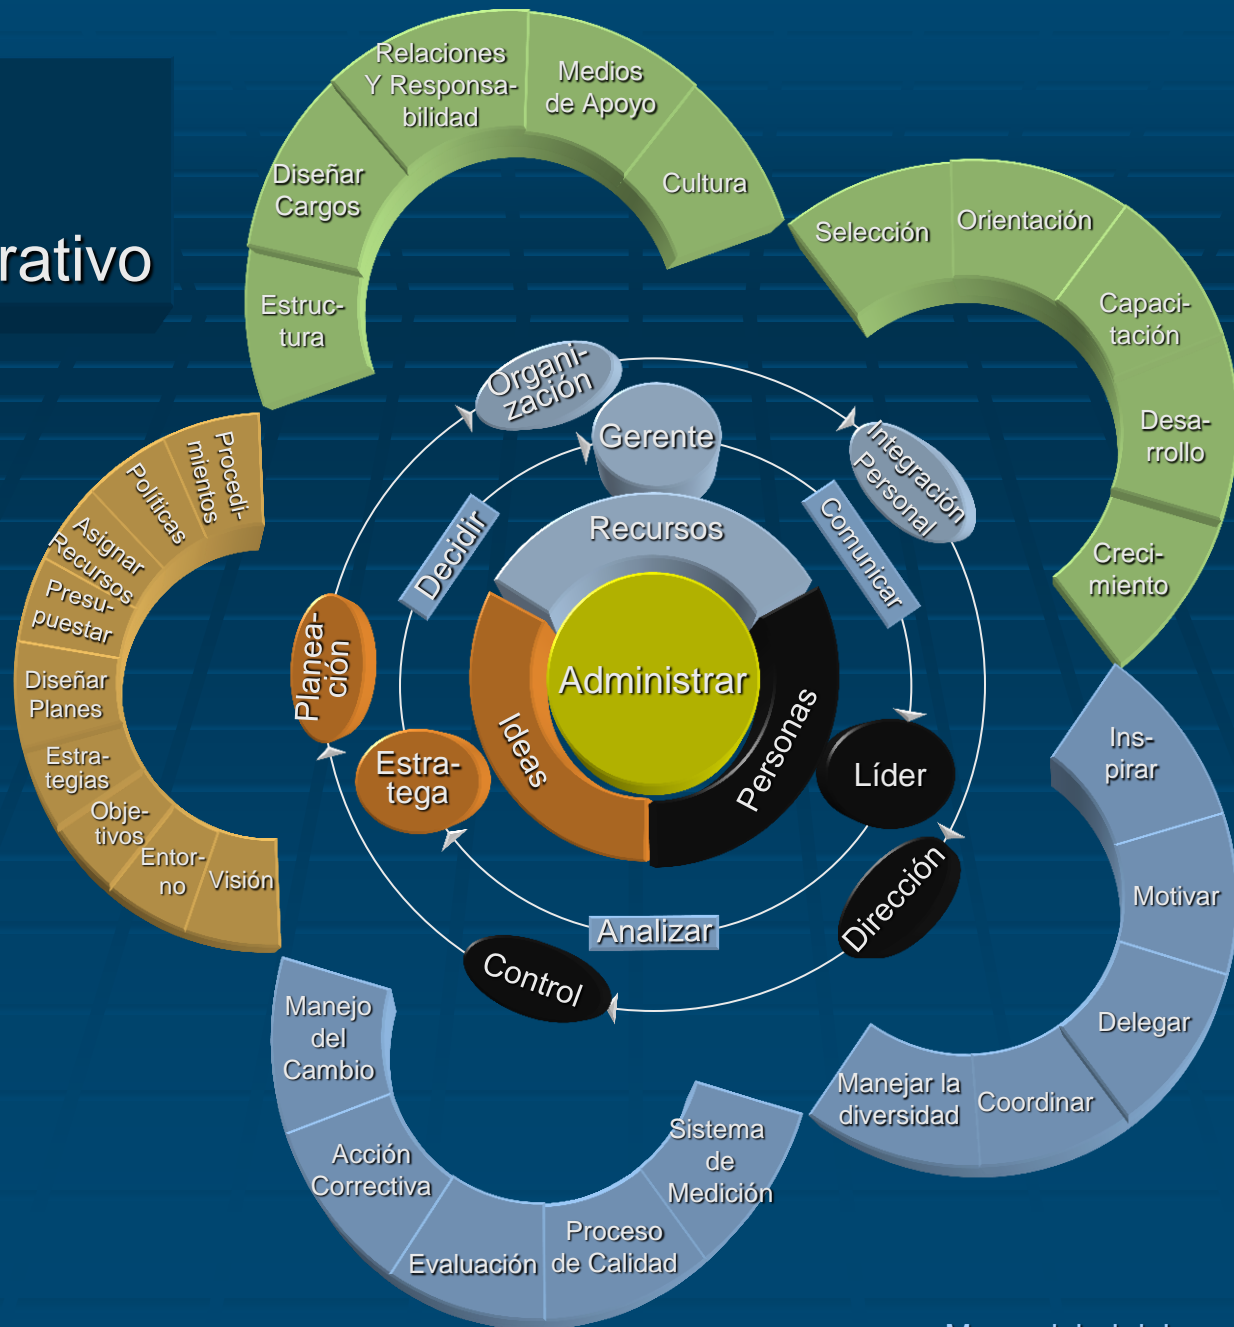 rativo
Relaciones
Y Responsa-
bilidad
Medios
de Apoyo
Diseñar
Cargos
Cultura
Estruc-
tura
Selección
Orientación
Capaci-
tación
Desa-
rrollo
Creci-
miento
Organi-
zación
Gerente
Integración
Personal
Recursos
Decidir
Comunicar
Procedi-
mientos
Políticas
Asignar
Recursos
Presu-
puestar
Diseñar
Planes
Estra-
tegias
Obje-
tivos
Entor-
no
Visión
Planea-
ción
Administrar
Ideas
Personas
Estra-
tega
Líder
Analizar
Dirección
Control
Ins-
pirar
Motivar
Delegar
Coordinar
Manejar la
diversidad
Manejo
del
Cambio
Acción
Correctiva
Evaluación
Proceso
de Calidad
Sistema
de
Medición